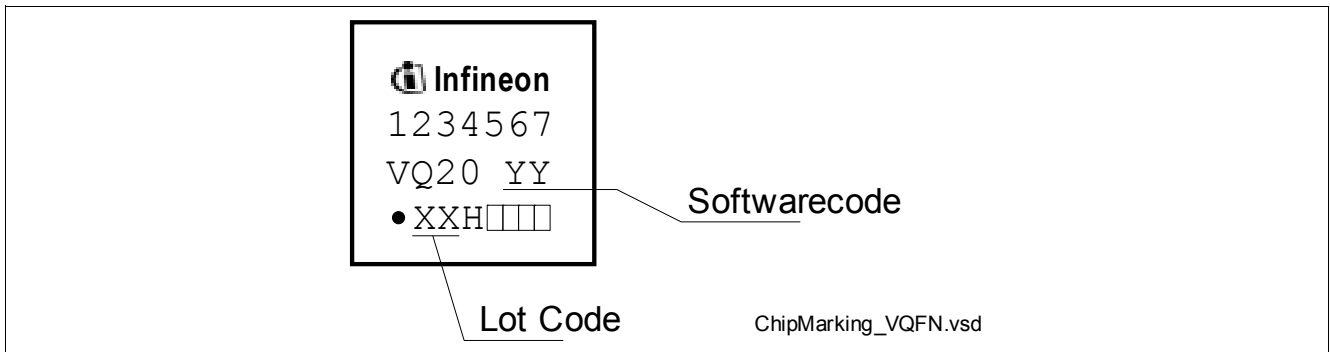 Infineon
1234567
VQ20 YY
●XXH□□□□
Softwarecode
Lot Code
ChipMarking_VQFN.vsd